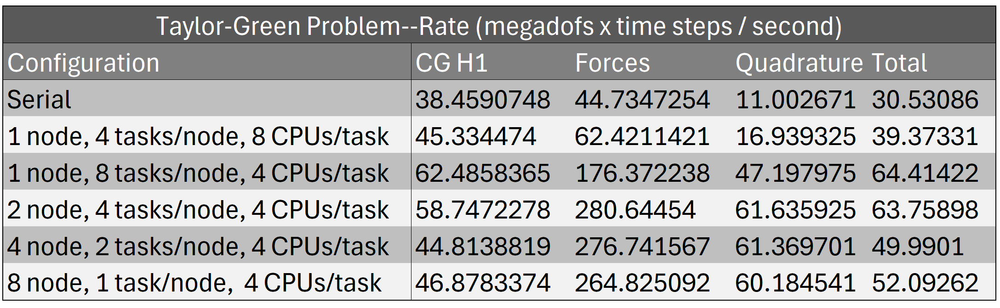 Taylor-Green Problem--Rate (megadofs x time steps / second)
Configuration CG H1 Forces Quadrature Total
Serial 38.4590748 44.7347254 11.002671 30.53086
1 node, 4 tasks/node, 8 CPUs/task 45.334474 62.4211421 16.939325 39.37331
1 node, 8 tasks/node, 4 CPUs/task 62.4858365 176.372238 47.197975 64.41422
2 node, 4 tasks/node, 4 CPUs/task 58.7472278 280.64454 61.635925 63.75898
4 node, 2 tasks/node, 4 CPUs/task 44.8138819 276.741567 61.369701 49.9901
8 node, 1 task/node, 4 CPUs/task 46.8783374 264.825092 60.184541 52.09262